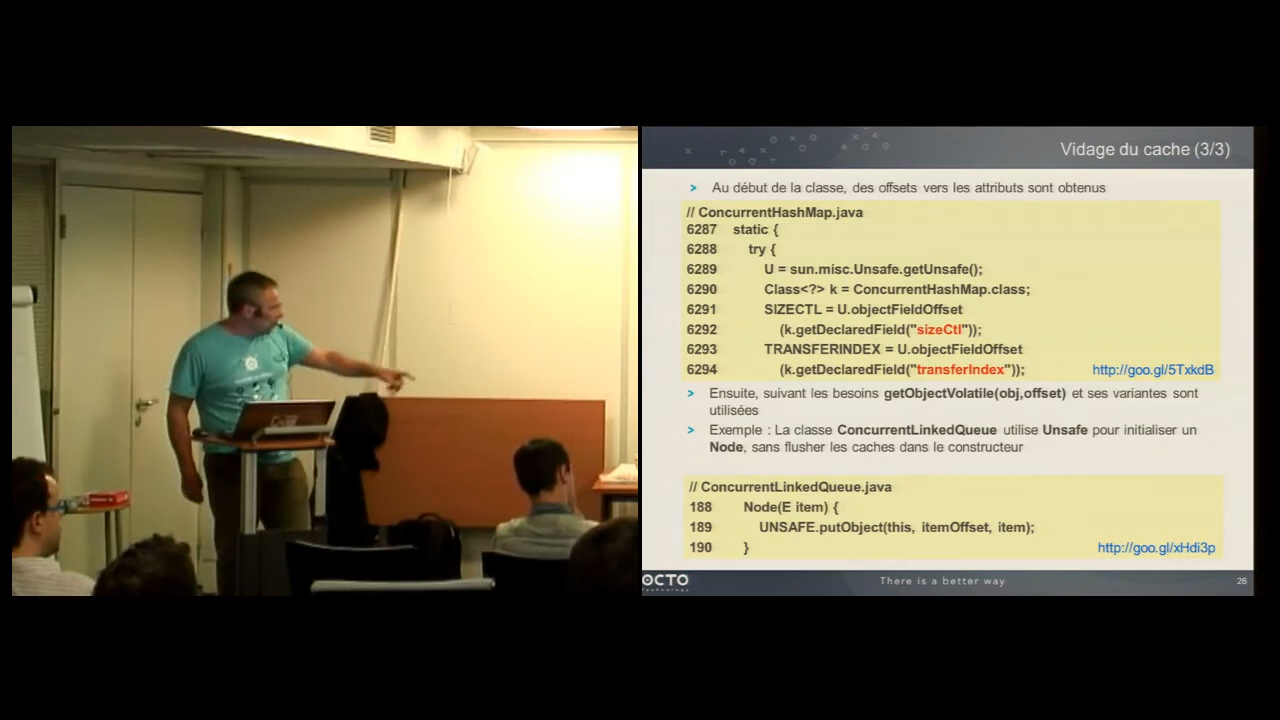 Vidage du cache (3/3)
> Au début de la classe, des offsets vers les attributs sont obtenus
// ConcurrentHashMap.java
6287 static {
6288 try {
6289 U = sun.misc.Unsafe.getUnsafe();
6290 Class<?> k = ConcurrentHashMap.class;
6291 SIZECTL = U.objectFieldOffset
6292 (k.getDeclaredField("sizeCtl"));
6293 TRANSFERINDEX = U.objectFieldOffset
6294 (k.getDeclaredField("transferIndex")); http://goo.gl/5TxkdB
> Ensuite, suivant les besoins getObjectVolatile(obj,offset) et ses variantes sont
utilisées
> Exemple : La classe ConcurrentLinkedQueue utilise Unsafe pour initialiser un
Node, sans flusher les caches dans le constructeur
// ConcurrentLinkedQueue.java
188 Node(E item) {
189 UNSAFE.putObject(this, itemOffset, item);
190 } http://goo.gl/xHdi3p
OCTO
Technology
There is a better way
26